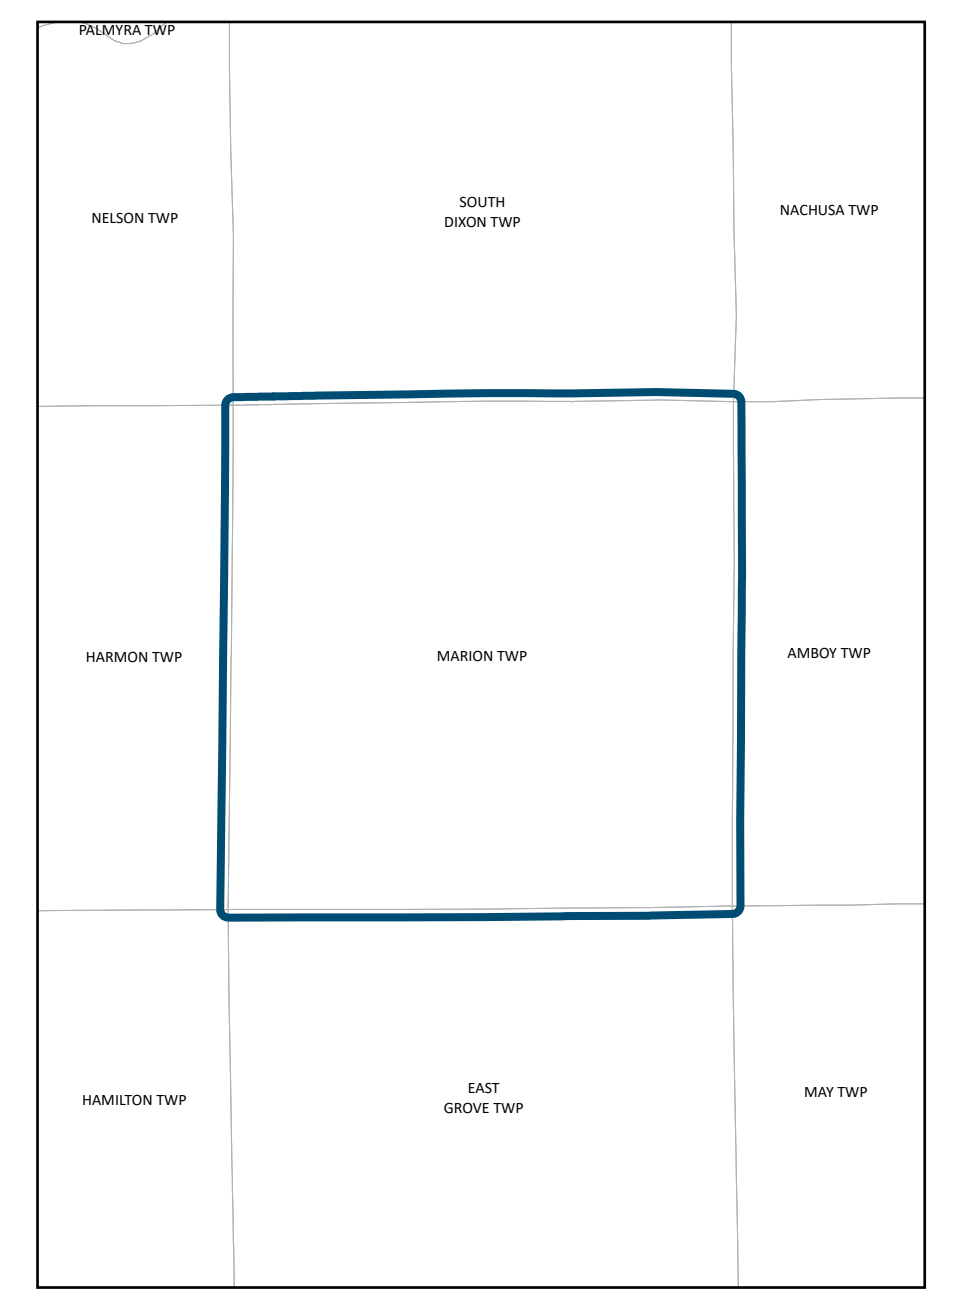 PALMYRA TWP
NELSON TWP
SOUTH
DIXON TWP
NACHUSA TWP
HARMON TWP
MARION TWP
AMBOY TWP
HAMILTON TWP
EAST
GROVE TWP
MAY TWP